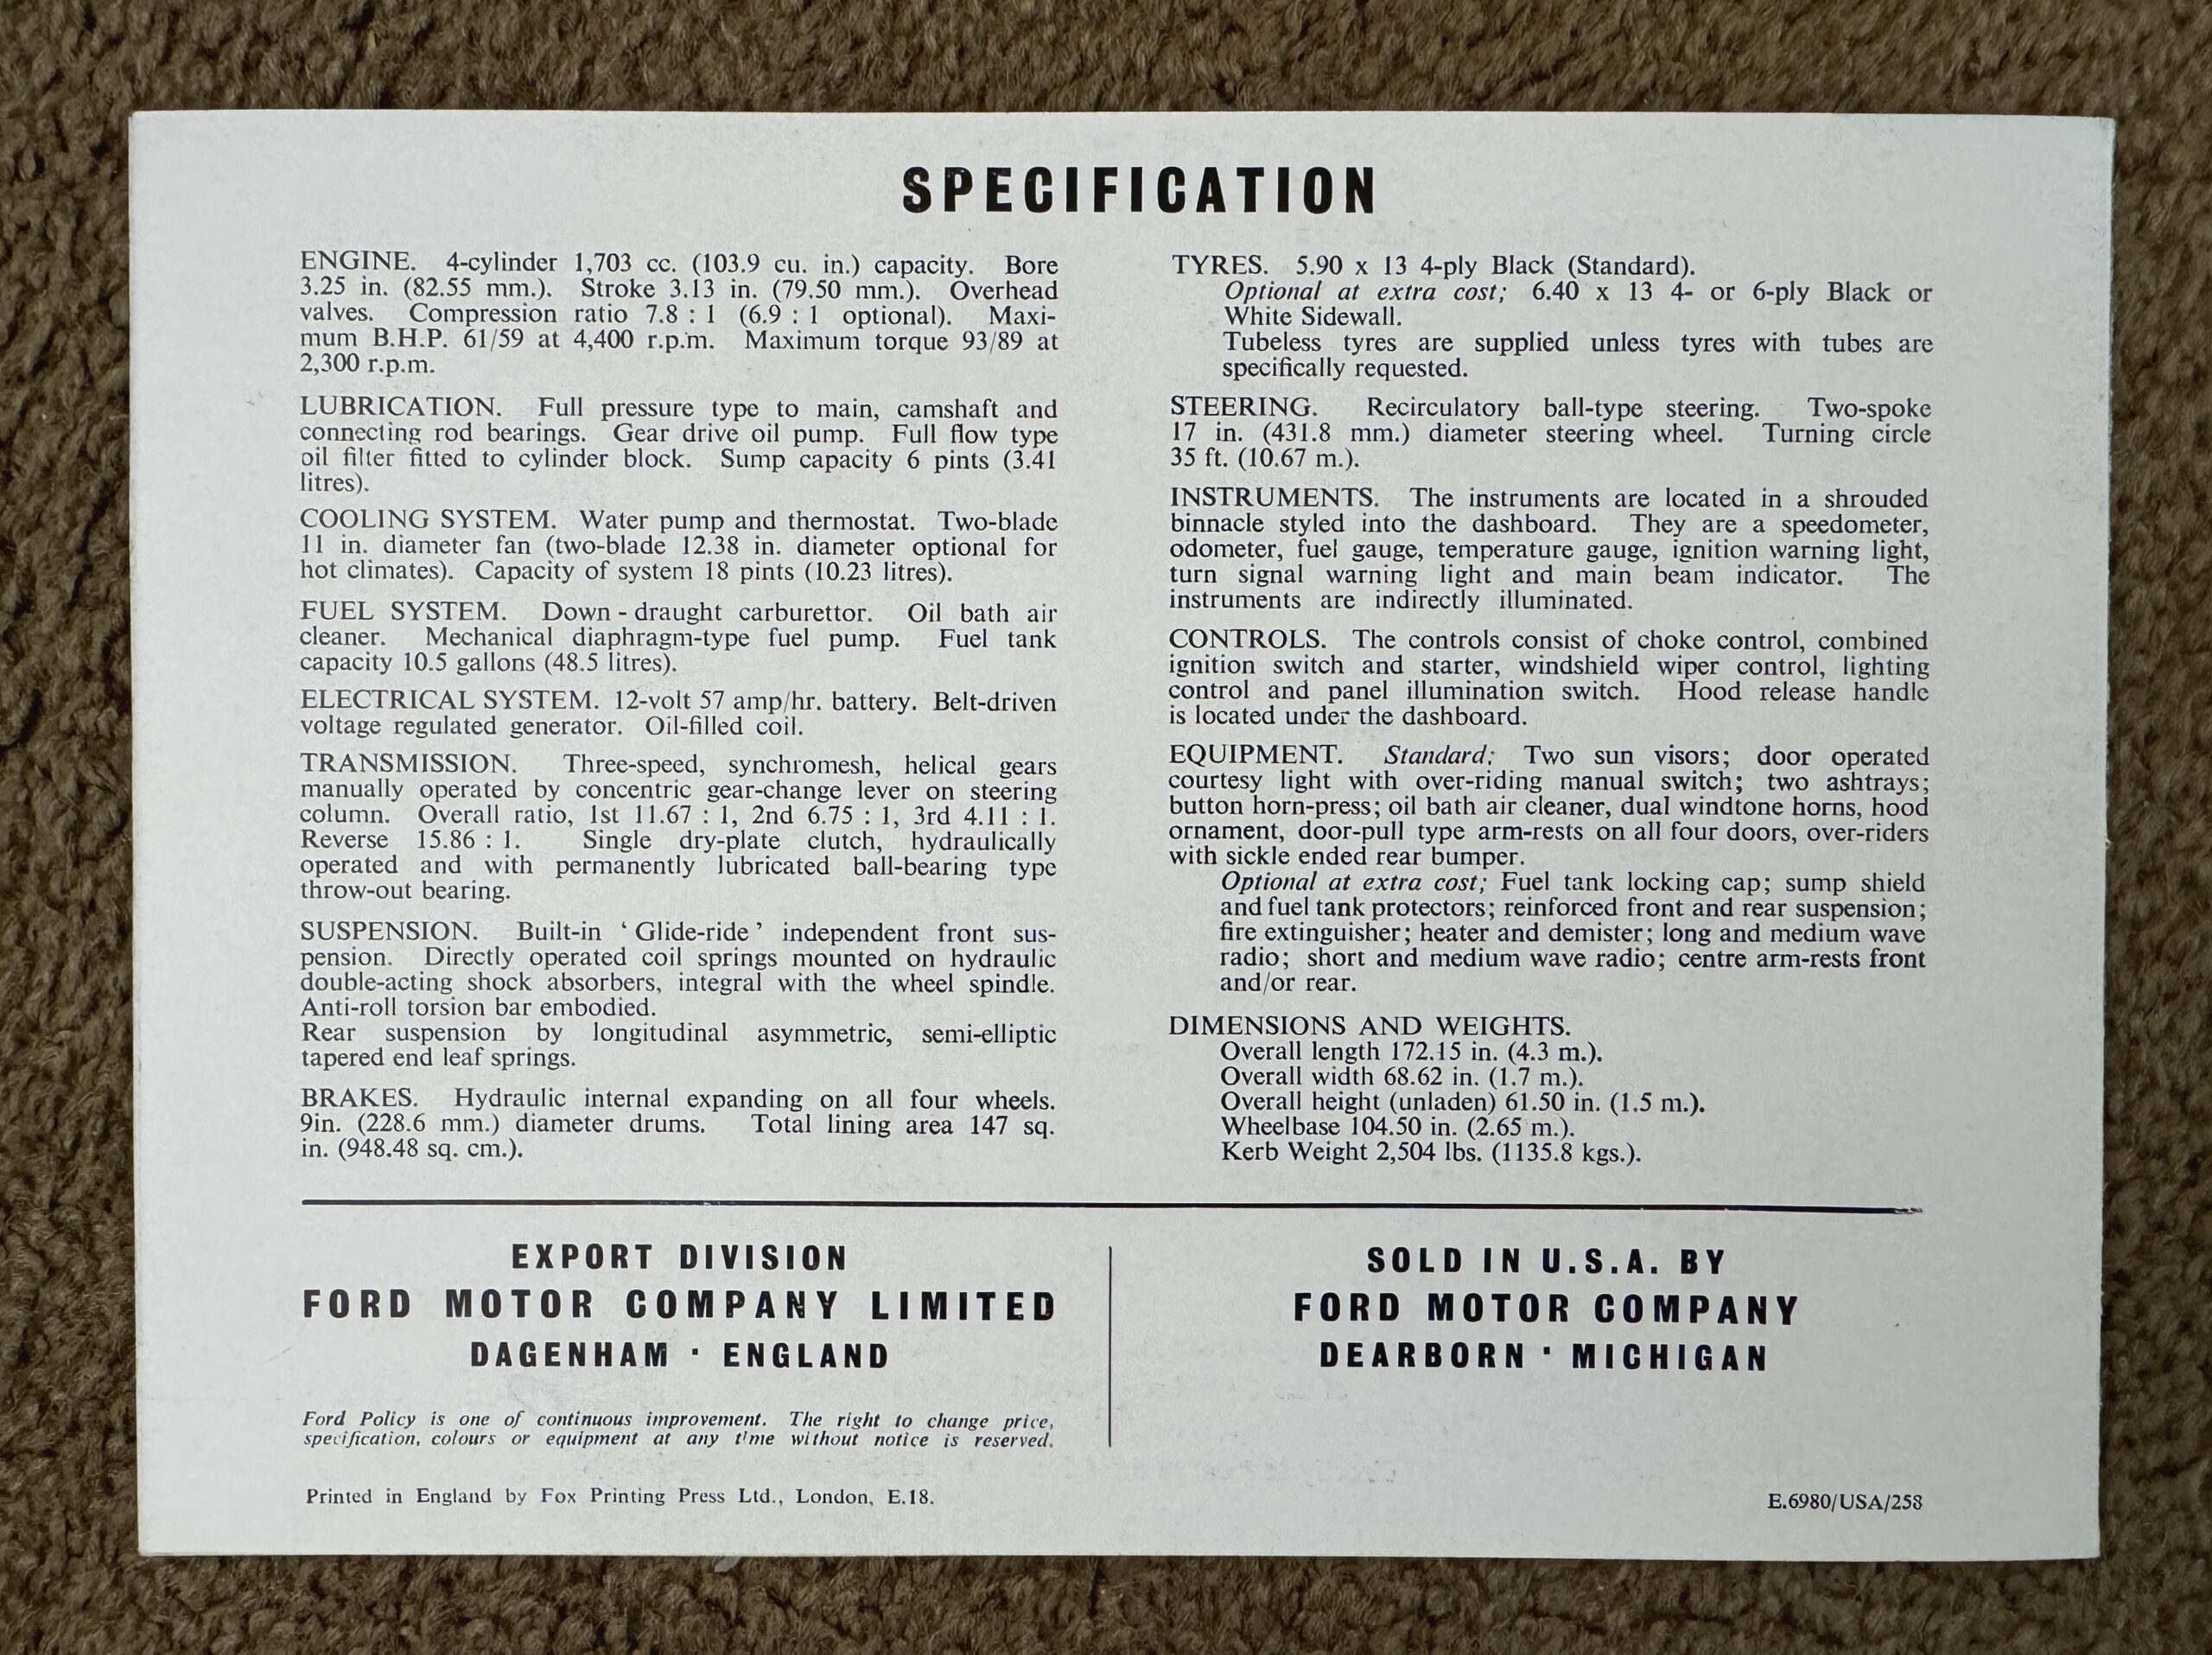 SPECIFICATION
ENGINE. 4-cylinder 1,703 cc. (103.9 cu. in.) capacity. Bore
3.25 in. (82.55 mm.). Stroke 3.13 in. (79.50 mm.). Overhead
valves. Compression ratio 7.8 : 1 (6.9 : 1 optional). Maxi-
mum B.H.P. 61/59 at 4,400 r.p.m. Maximum torque 93/89 at
2,300 r.p.m.
LUBRICATION. Full pressure type to main, camshaft and
connecting rod bearings. Gear drive oil pump. Full flow type
oil filter fitted to cylinder block. Sump capacity 6 pints (3.41
litres).
COOLING SYSTEM. Water pump and thermostat. Two-blade
11 in. diameter fan (two-blade 12.38 in. diameter optional for
hot climates). Capacity of system 18 pints (10.23 litres).
FUEL SYSTEM. Down - draught carburettor. Oil bath air
cleaner. Mechanical diaphragm-type fuel pump. Fuel tank
capacity 10.5 gallons (48.5 litres).
ELECTRICAL SYSTEM. 12-volt 57 amp/hr. battery. Belt-driven
voltage regulated generator. Oil-filled coil.
TRANSMISSION. Three-speed, synchromesh, helical gears
manually operated by concentric gear-change lever on steering
column. Overall ratio, 1st 11.67 : 1, 2nd 6.75 : 1, 3rd 4.11 : 1.
Reverse 15.86 : 1. Single dry-plate clutch, hydraulically
operated and with permanently lubricated ball-bearing type
throw-out bearing.
SUSPENSION. Built-in ‘ Glide-ride ’ independent front sus-
pension. Directly operated coil springs mounted on hydraulic
double-acting shock absorbers, integral with the wheel spindle.
Anti-roll torsion bar embodied.
Rear suspension by longitudinal asymmetric, semi-elliptic
tapered end leaf springs.
BRAKES. Hydraulic internal expanding on all four wheels.
9in. (228.6 mm.) diameter drums. Total lining area 147 sq.
in. (948.48 sq. cm.).
TYRES. 5.90 x 13 4-ply Black (Standard).
Optional at extra cost; 6.40 x 13 4- or 6-ply Black or
White Sidewall.
Tubeless tyres are supplied unless tyres with tubes are
specifically requested.
STEERING. Recirculatory ball-type steering. Two-spoke
17 in. (431.8 mm.) diameter steering wheel. Turning circle
35 ft. (10.67 m.).
INSTRUMENTS. The instruments are located in a shrouded
binnacle styled into the dashboard. They are a speedometer,
odometer, fuel gauge, temperature gauge, ignition warning light,
turn signal warning light and main beam indicator. The
instruments are indirectly illuminated.
CONTROLS. The controls consist of choke control, combined
ignition switch and starter, windshield wiper control, lighting
control and panel illumination switch. Hood release handle
is located under the dashboard.
EQUIPMENT. Standard: Two sun visors; door operated
courtesy light with over-riding manual switch; two ashtrays;
button horn-press; oil bath air cleaner, dual windtone horns, hood
ornament, door-pull type arm-rests on all four doors, over-riders
with sickle ended rear bumper.
Optional at extra cost; Fuel tank locking cap; sump shield
and fuel tank protectors; reinforced front and rear suspension;
fire extinguisher; heater and demister; long and medium wave
radio; short and medium wave radio; centre arm-rests front
and/or rear.
DIMENSIONS AND WEIGHTS.
Overall length 172.15 in. (4.3 m.).
Overall width 68.62 in. (1.7 m.).
Overall height (unladen) 61.50 in. (1.5 m.).
Wheelbase 104.50 in. (2.65 m.).
Kerb Weight 2,504 lbs. (1135.8 kgs.).
EXPORT DIVISION
FORD MOTOR COMPANY LIMITED
DAGENHAM · ENGLAND
Ford Policy is one of continuous improvement. The right to change price,
specification, colours or equipment at any time without notice is reserved.
Printed in England by Fox Printing Press Ltd., London, E.18.
SOLD IN U.S.A. BY
FORD MOTOR COMPANY
DEARBORN · MICHIGAN
E.6980/USA/258